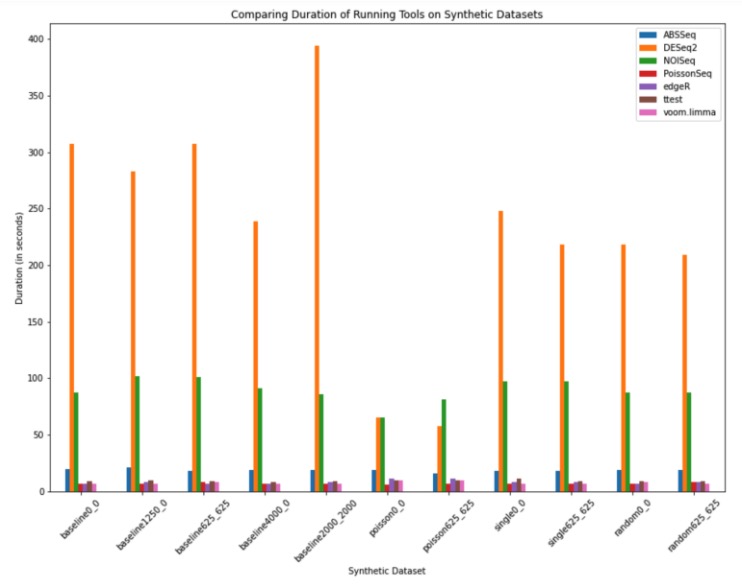 Comparing Duration of Running Tools on Synthetic Datasets
ABSSeq
DESeq2
NOISeq
PoissonSeq
edgeR
ttest
voom.limma
Duration (in seconds)
400
350
300
250
200
150
100
50
0
baseline0_0
baseline1250_0
baseline625_625
baseline4000_0
baseline2000_2000
poisson0_0
poisson625_625
single0_0
single625_625
random0_0
random625_625
Synthetic Dataset